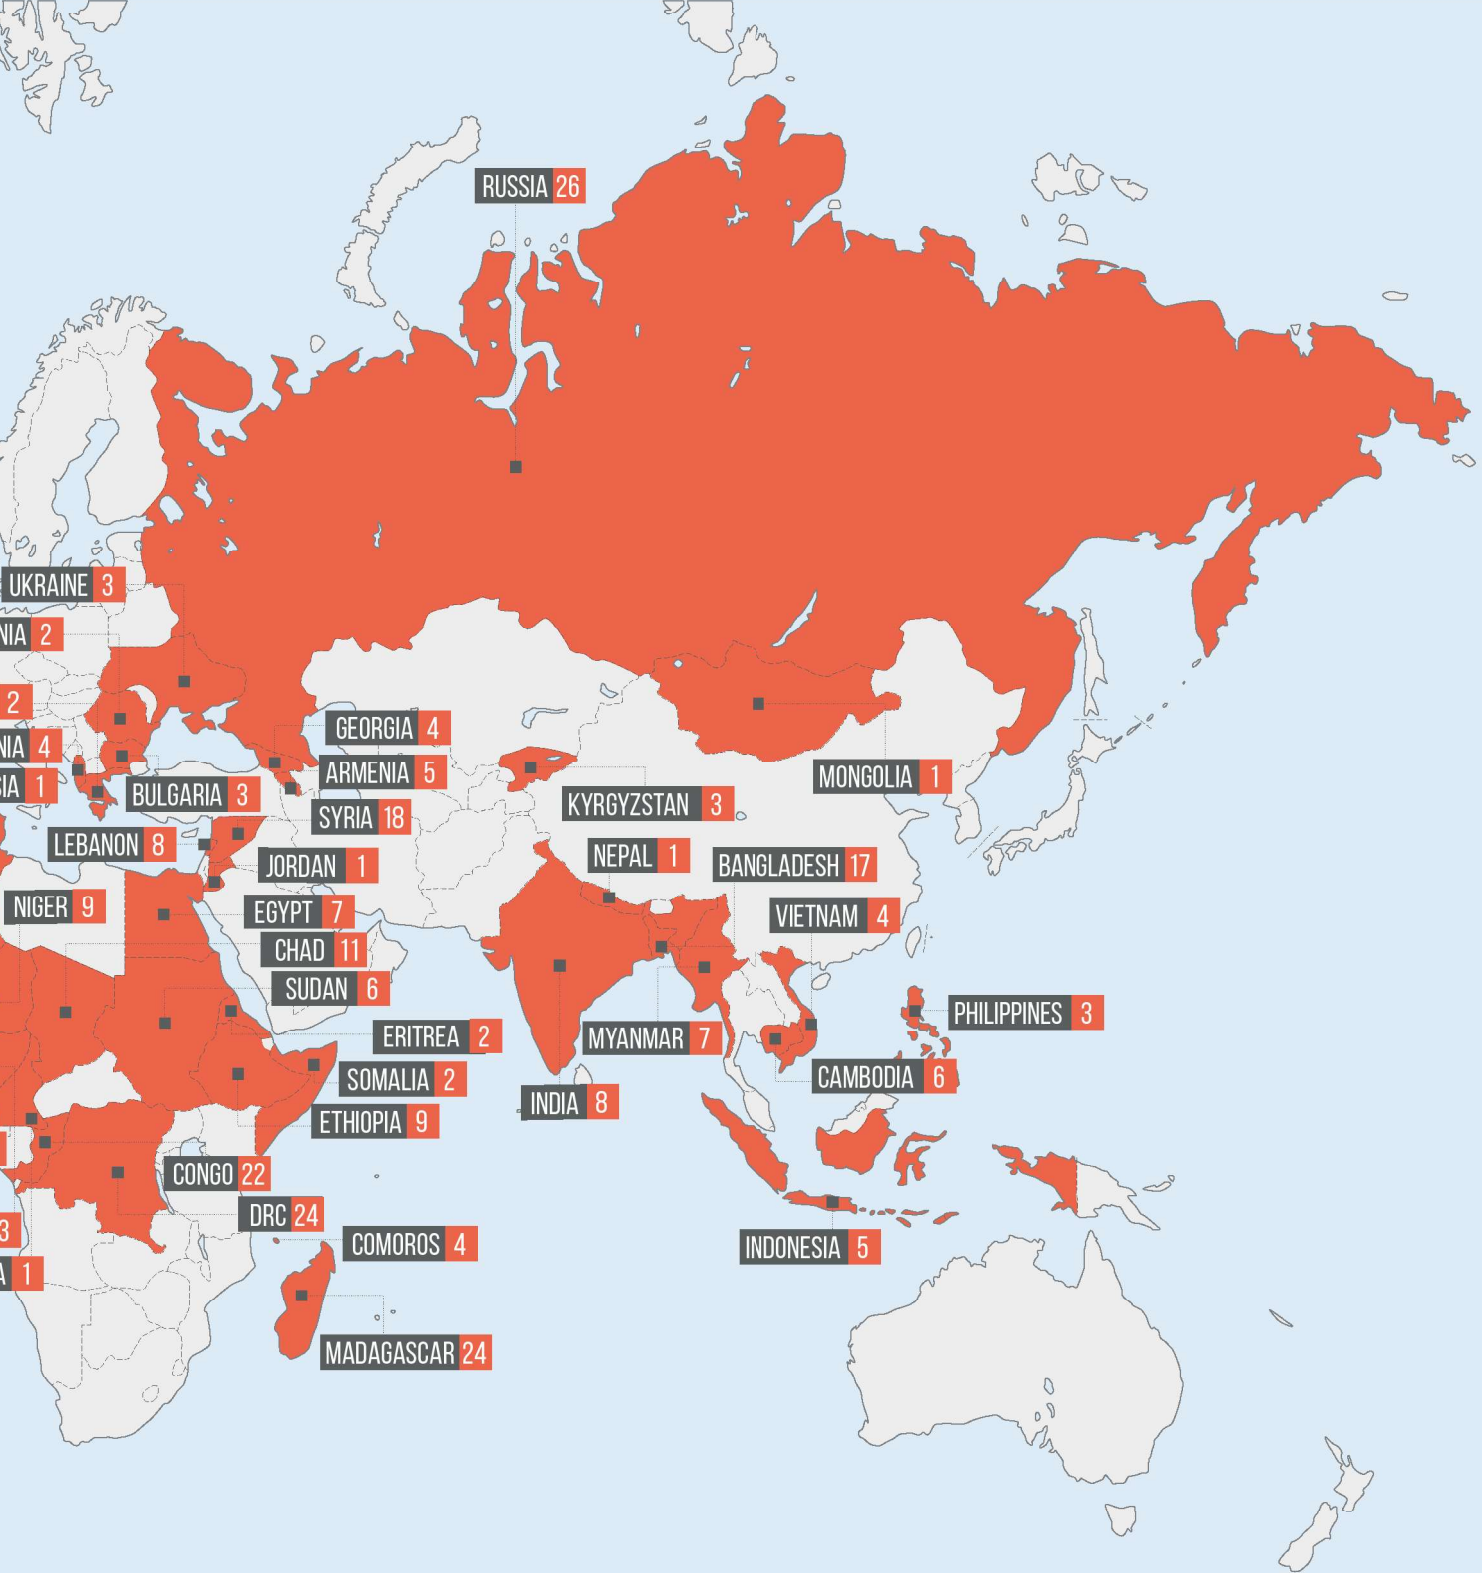 RUSSIA 26
UKRAINE 3
NIA 2
2
GEORGIA 4
NIA 4
ARMENIA 5
MONGOLIA 1
SIA 1
BULGARIA 3
KYRGYZSTAN 3
SYRIA 18
LEBANON 8
NEPAL 1
BANGLADESH 17
JORDAN 1
NIGER 9
EGYPT 7
VIETNAM 4
CHAD 11
SUDAN 6
PHILIPPINES 3
ERITREA 2
MYANMAR 7
SOMALIA 2
CAMBODIA 6
INDIA 8
ETHIOPIA 9
CONGO 22
DRC 24
3
COMOROS 4
INDONESIA 5
A 1
MADAGASCAR 24